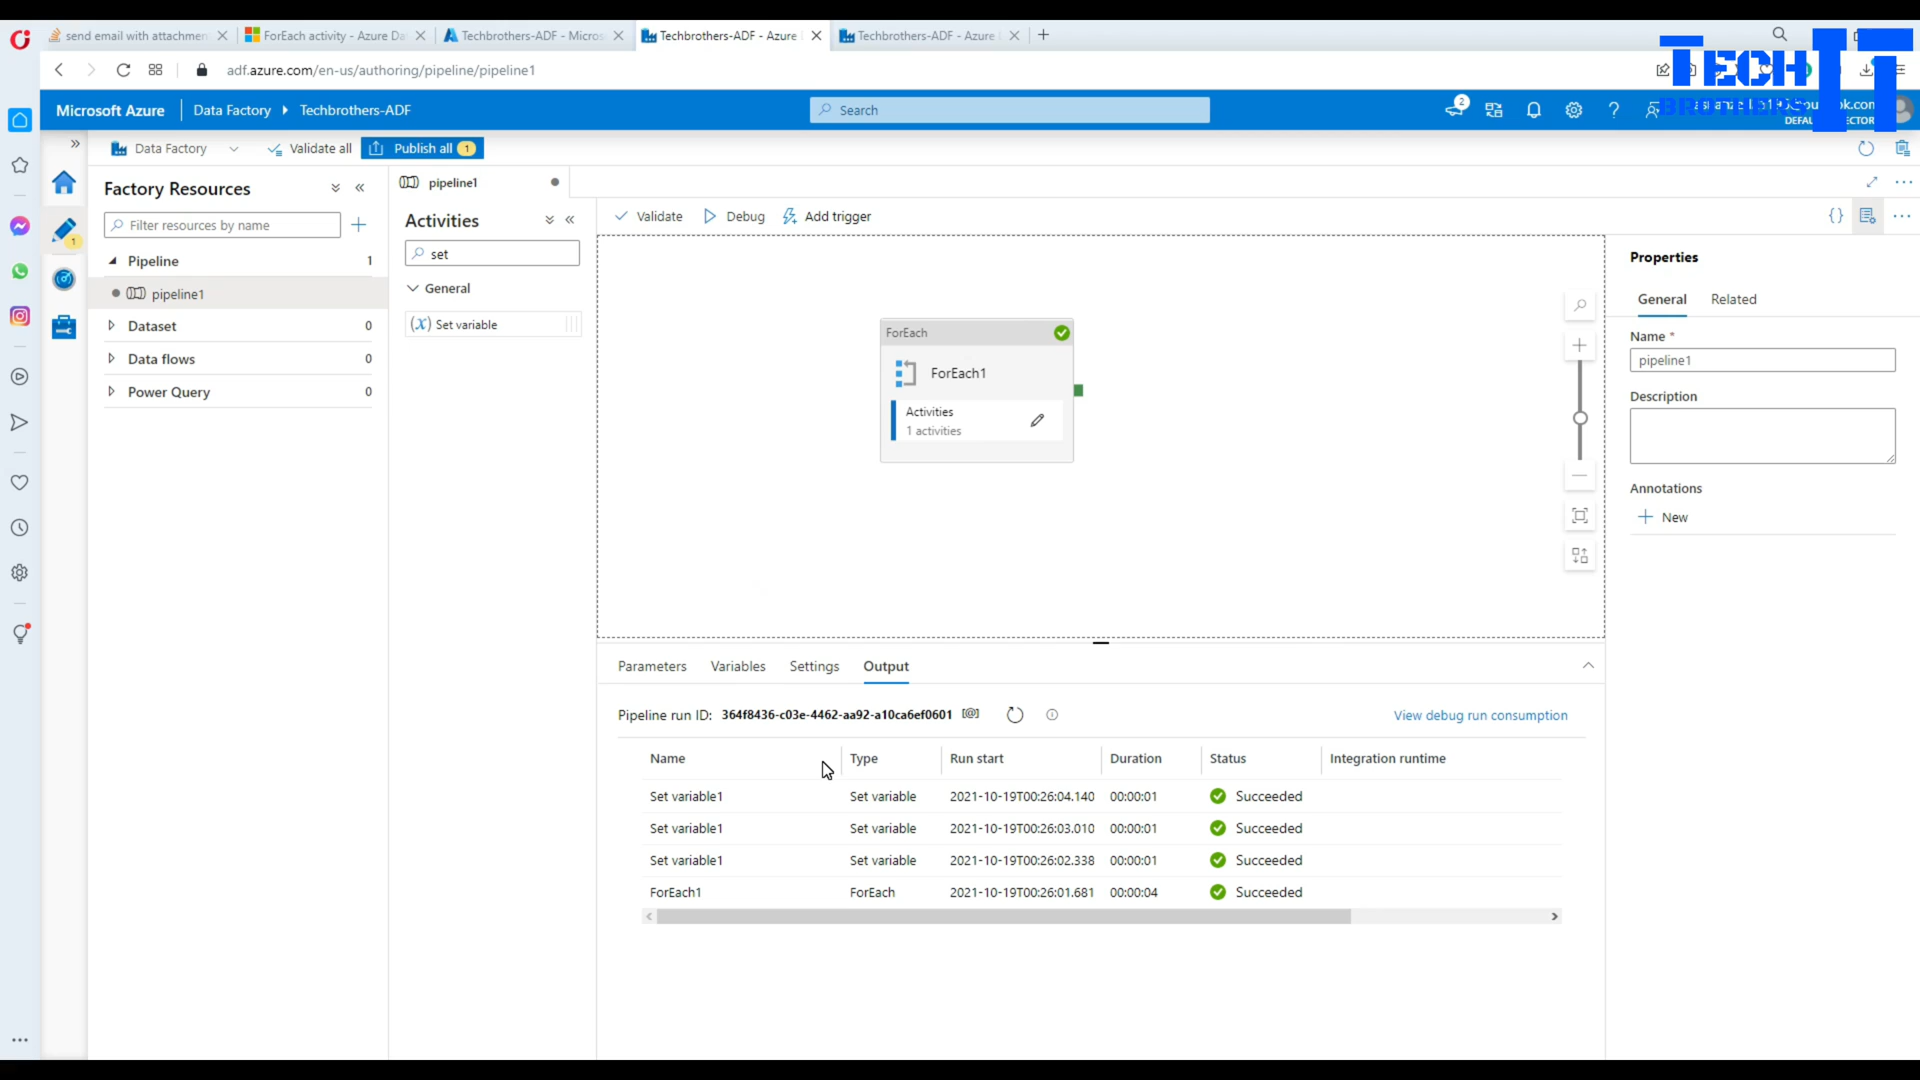 send email with attachmen
ForEach activity - Azure Da
Techbrothers-ADF - Micros
Techbrothers-ADF - Azure
Techbrothers-ADF - Azure
adf.azure.com/en-us/authoring/pipeline/pipeline1
TECH IT
BROTHERS
Microsoft Azure
Data Factory
Techbrothers-ADF
Search
2
Data Factory
Validate all
Publish all 1
Factory Resources
Filter resources by name
Pipeline 1
pipeline1
Dataset 0
Data flows 0
Power Query 0
1
pipeline1
Activities
set
General
(x) Set variable
Validate
Debug
Add trigger
{}
ForEach
ForEach1
Activities
1 activities
Properties
General
Related
Name *
pipeline1
Description
Annotations
New
Parameters
Variables
Settings
Output
Pipeline run ID: 364f8436-c03e-4462-aa92-a10ca6ef0601 [@]
View debug run consumption
Name Type Run start Duration Status Integration runtime
Set variable1 Set variable 2021-10-19T00:26:04.140 00:00:01 Succeeded
Set variable1 Set variable 2021-10-19T00:26:03.010 00:00:01 Succeeded
Set variable1 Set variable 2021-10-19T00:26:02.338 00:00:01 Succeeded
ForEach1 ForEach 2021-10-19T00:26:01.681 00:00:04 Succeeded